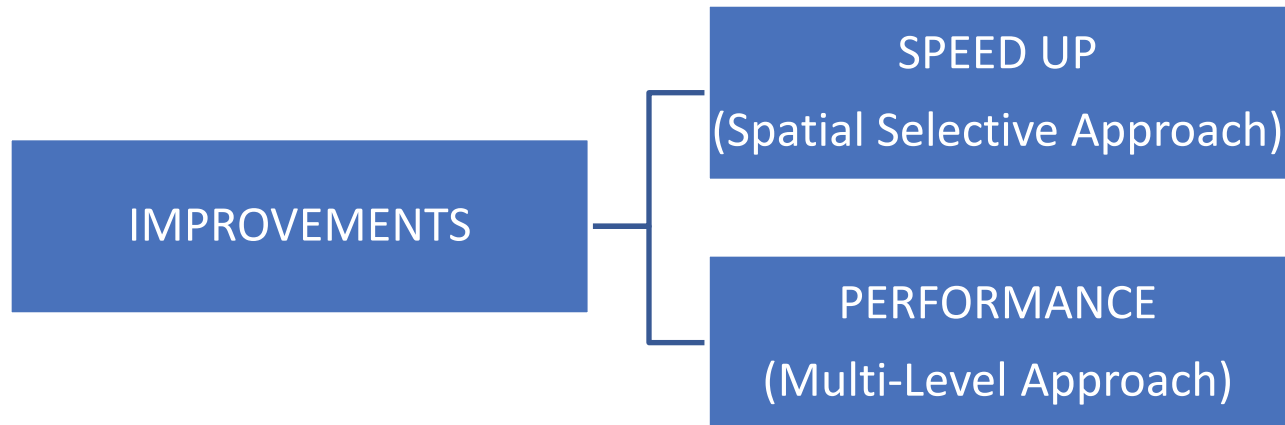 IMPROVEMENTS
SPEED UP
(Spatial Selective Approach)
PERFORMANCE
(Multi-Level Approach)